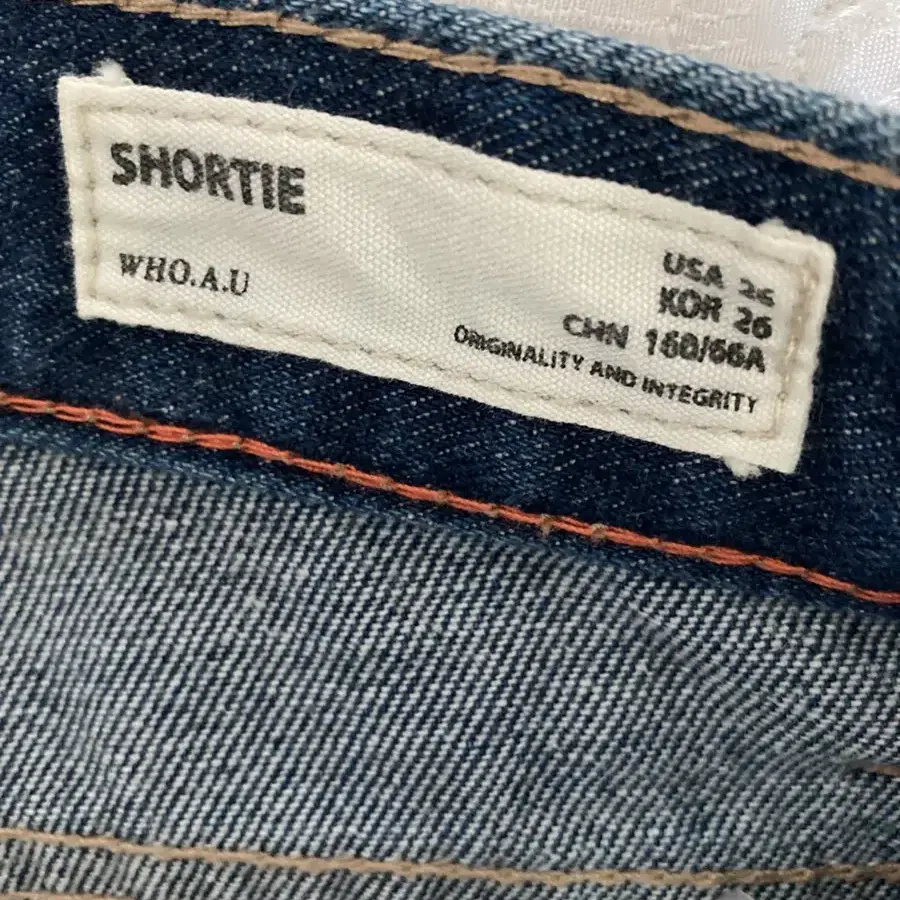 SHORTIE
WHO.A.U
USA 26
KOR 26
CHN 160/66A
ORIGINALITY AND INTEGRITY